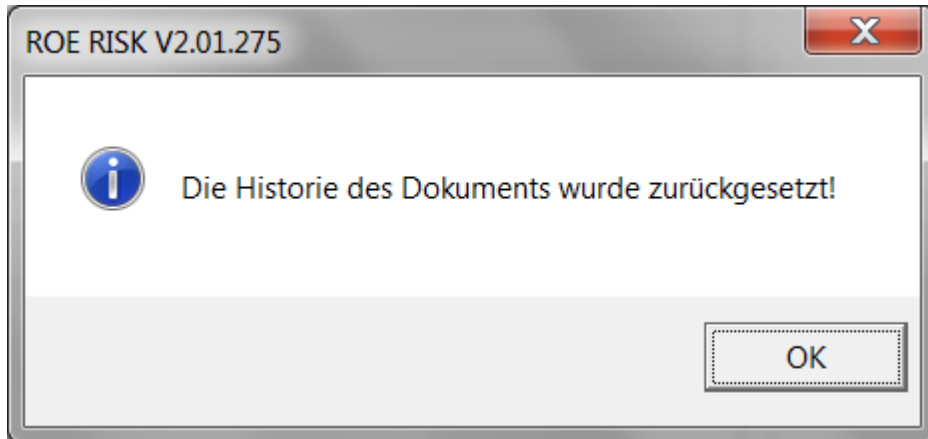 ROE RISK V2.01.275
Die Historie des Dokuments wurde zurückgesetzt!
OK